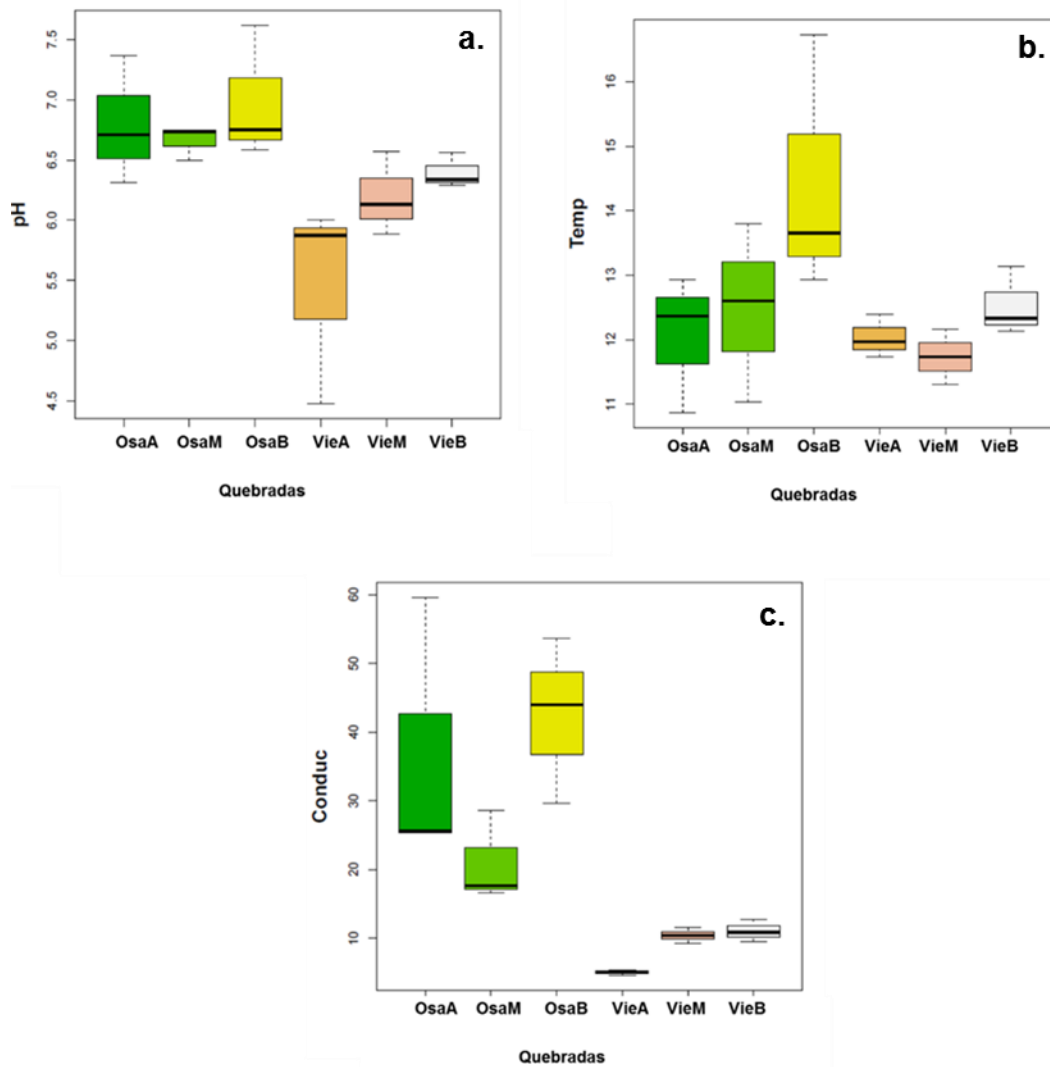 a.
pH
7.5
7.0
6.5
6.0
5.5
5.0
4.5
OsaA OsaM OsaB VieA VieM VieB
Quebradas
b.
Temp
16
15
14
13
12
11
OsaA OsaM OsaB VieA VieM VieB
Quebradas
c.
Conduc
60
50
40
30
20
10
OsaA OsaM OsaB VieA VieM VieB
Quebradas